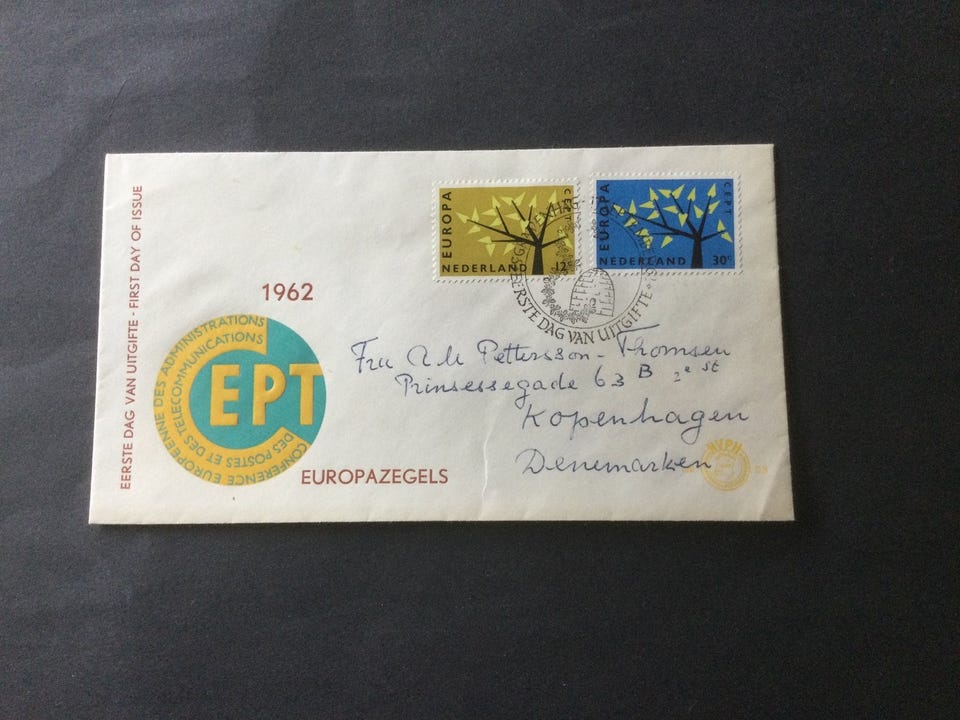 EERSTE DAG VAN UITGIFTE - FIRST DAY OF ISSUE
1962
CONFERENCE EUROPEENNE DES ADMINISTRATIONS
DES POSTES ET DES TELECOMMUNICATIONS
CEPT
EUROPAZEGELS
EUROPA
CEPT
NEDERLAND 12c
EUROPA
CEPT
NEDERLAND 30c
EERSTE DAG VAN UITGIFTE
Fru Pettersson-Thomsen
Prinsessegade 63 B 2e st
Kopenhagen
Denemarken
NVPH